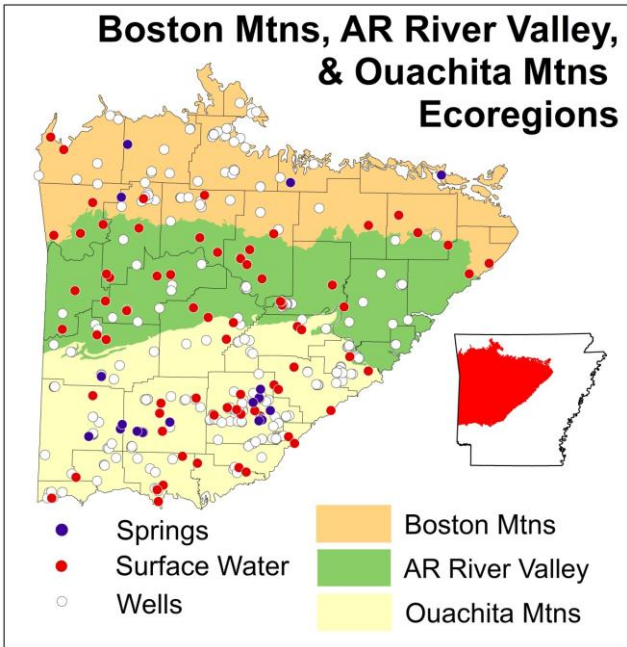 Boston Mtns, AR River Valley,
& Ouachita Mtns
Ecoregions
Springs
Surface Water
Wells
Boston Mtns
AR River Valley
Ouachita Mtns